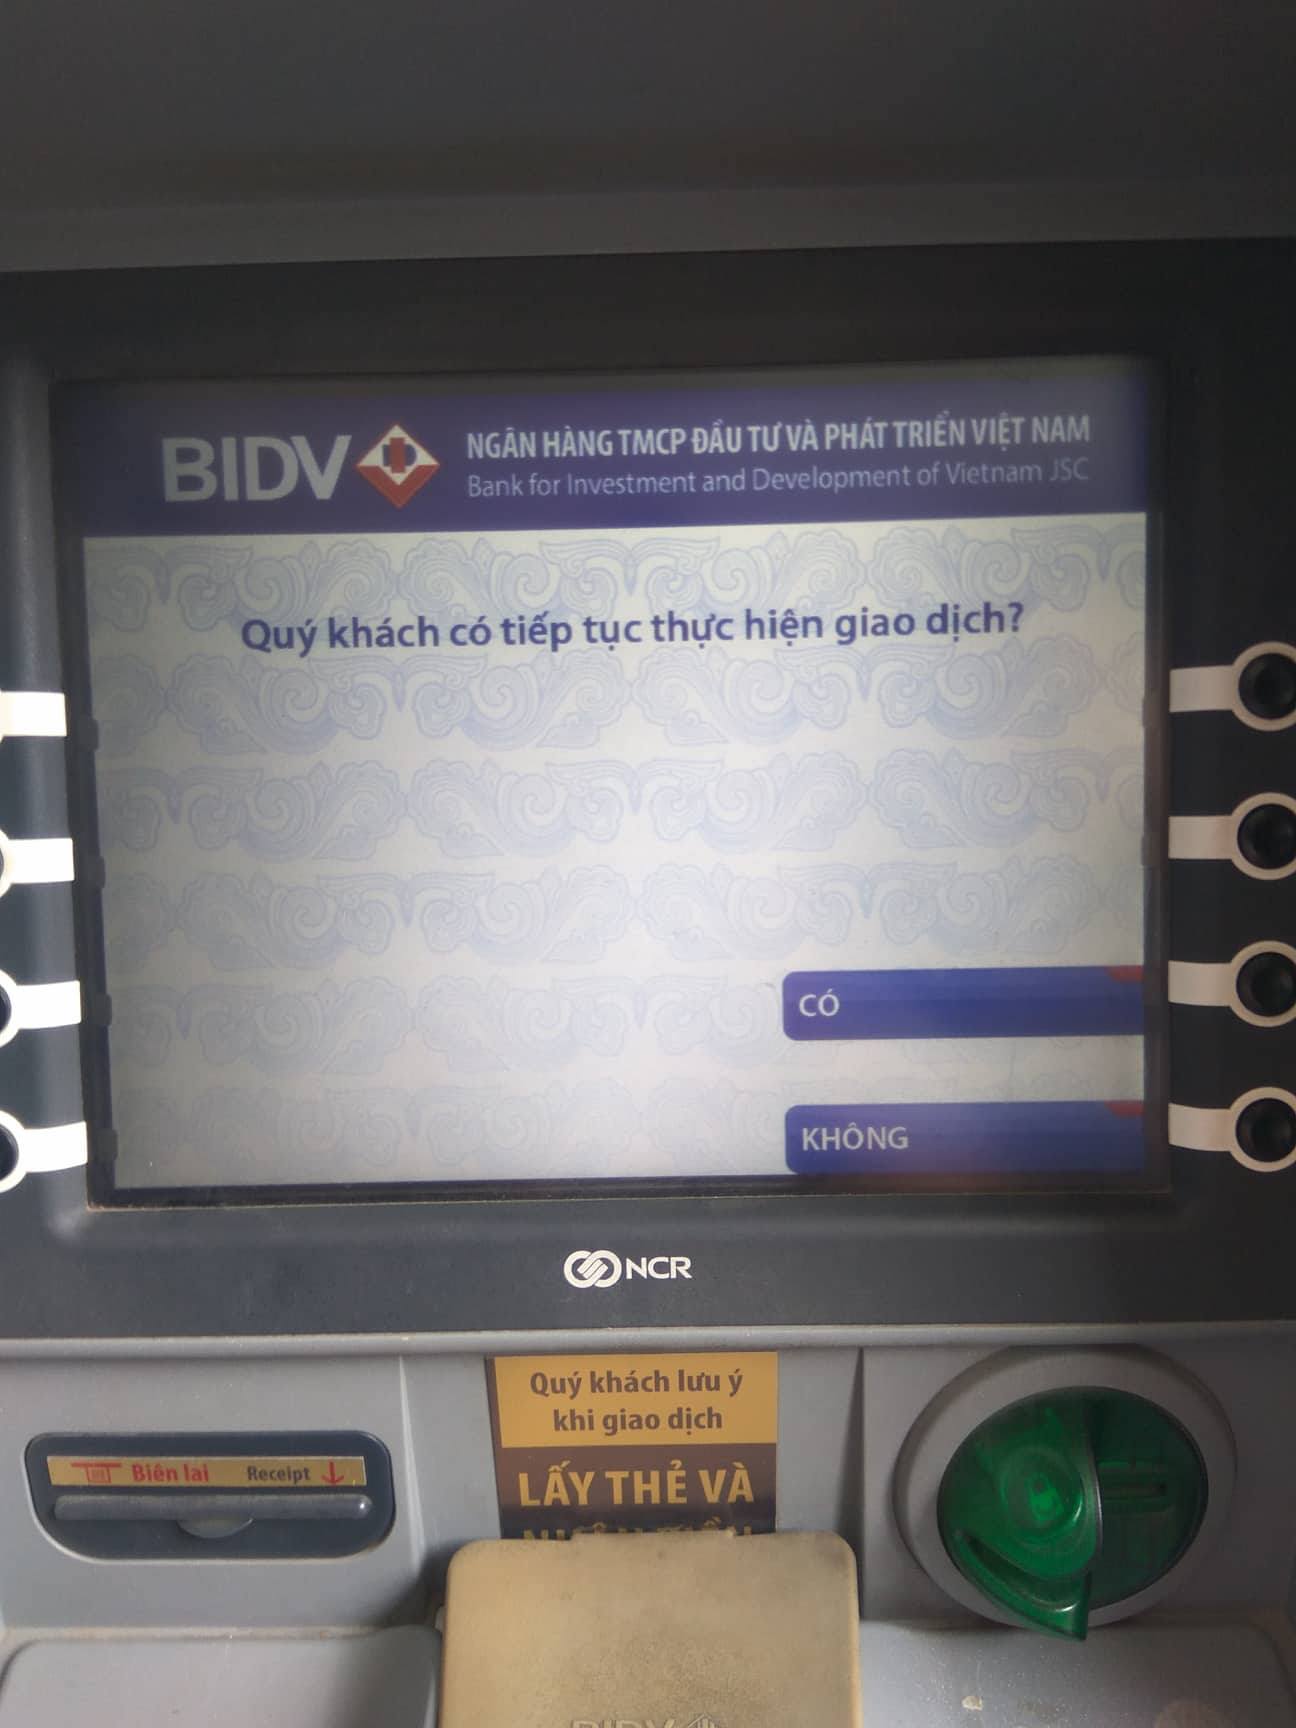 BIDV
NGÂN HÀNG TMCP ĐẦU TƯ VÀ PHÁT TRIỂN VIỆT NAM
Bank for Investment and Development of Vietnam JSC
Quý khách có tiếp tục thực hiện giao dịch?
CÓ
KHÔNG
NCR
Quý khách lưu ý
khi giao dịch
LẤY THẺ VÀ
Biên lai Receipt
BIDV